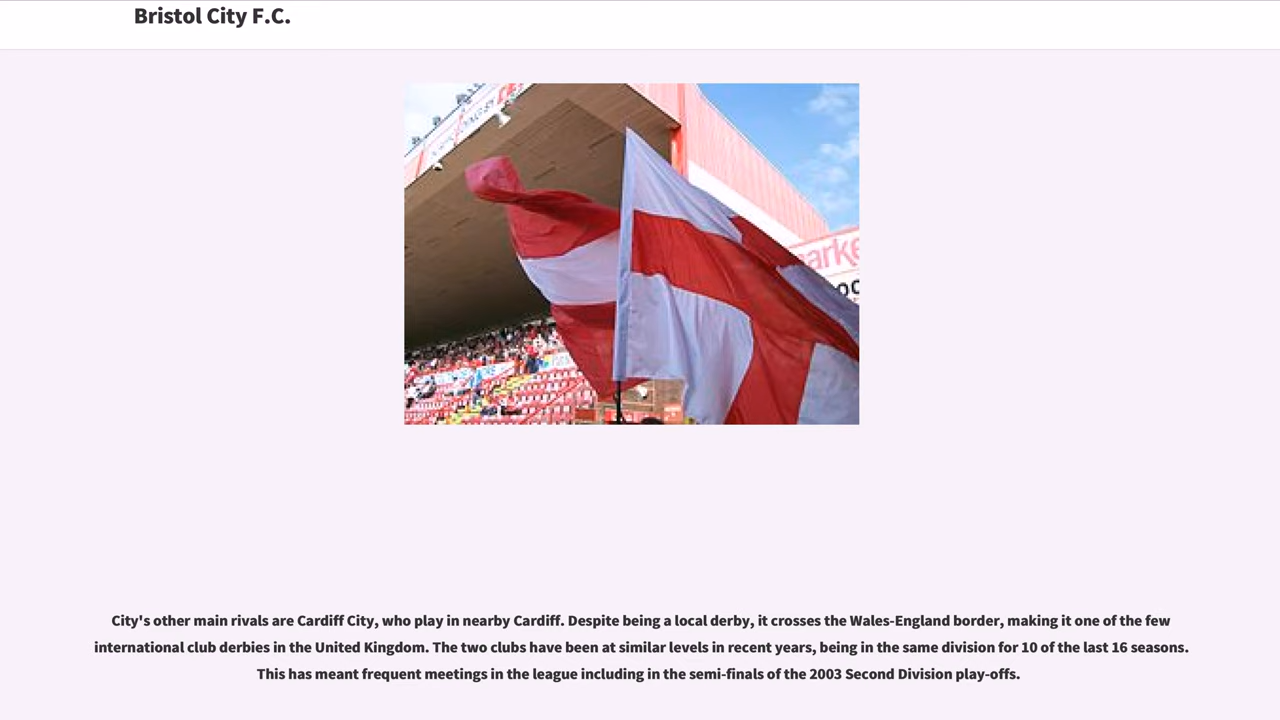 Bristol City F.C.
City's other main rivals are Cardiff City, who play in nearby Cardiff. Despite being a local derby, it crosses the Wales-England border, making it one of the few
international club derbies in the United Kingdom. The two clubs have been at similar levels in recent years, being in the same division for 10 of the last 16 seasons.
This has meant frequent meetings in the league including in the semi-finals of the 2003 Second Division play-offs.